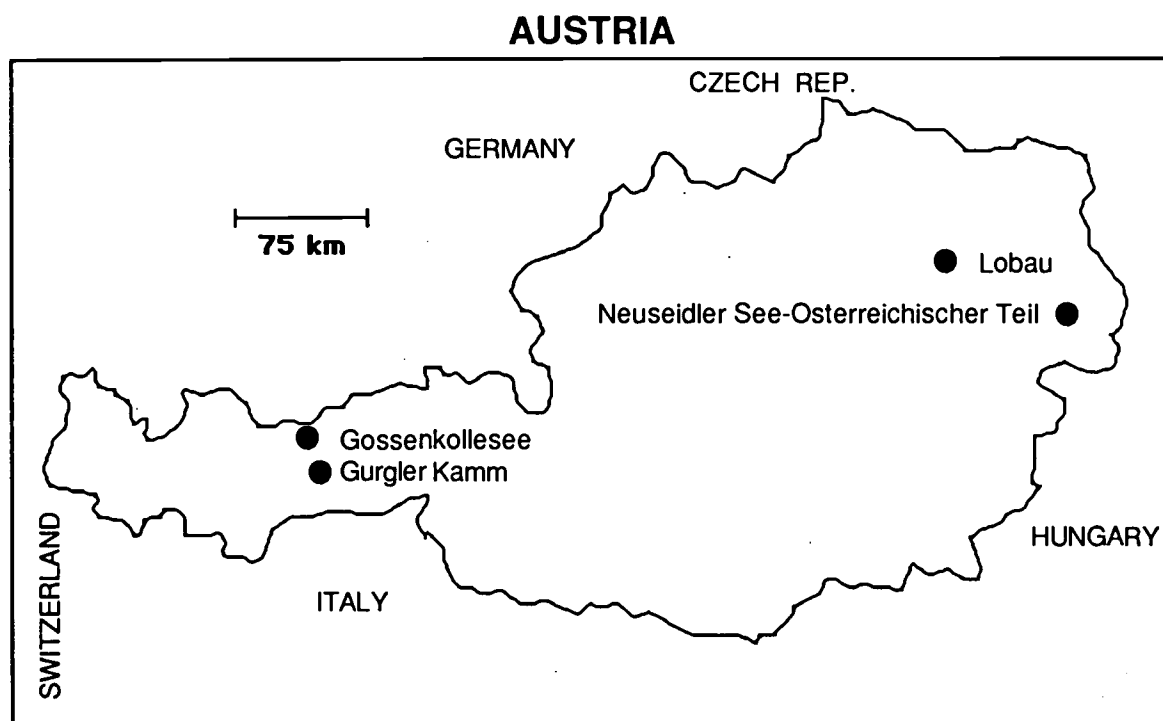 AUSTRIA
CZECH REP.
GERMANY
75 km
Lobau
Neuseidler See-Osterreichischer Teil
Gossenkollesee
Gurgler Kamm
SWITZERLAND
ITALY
HUNGARY